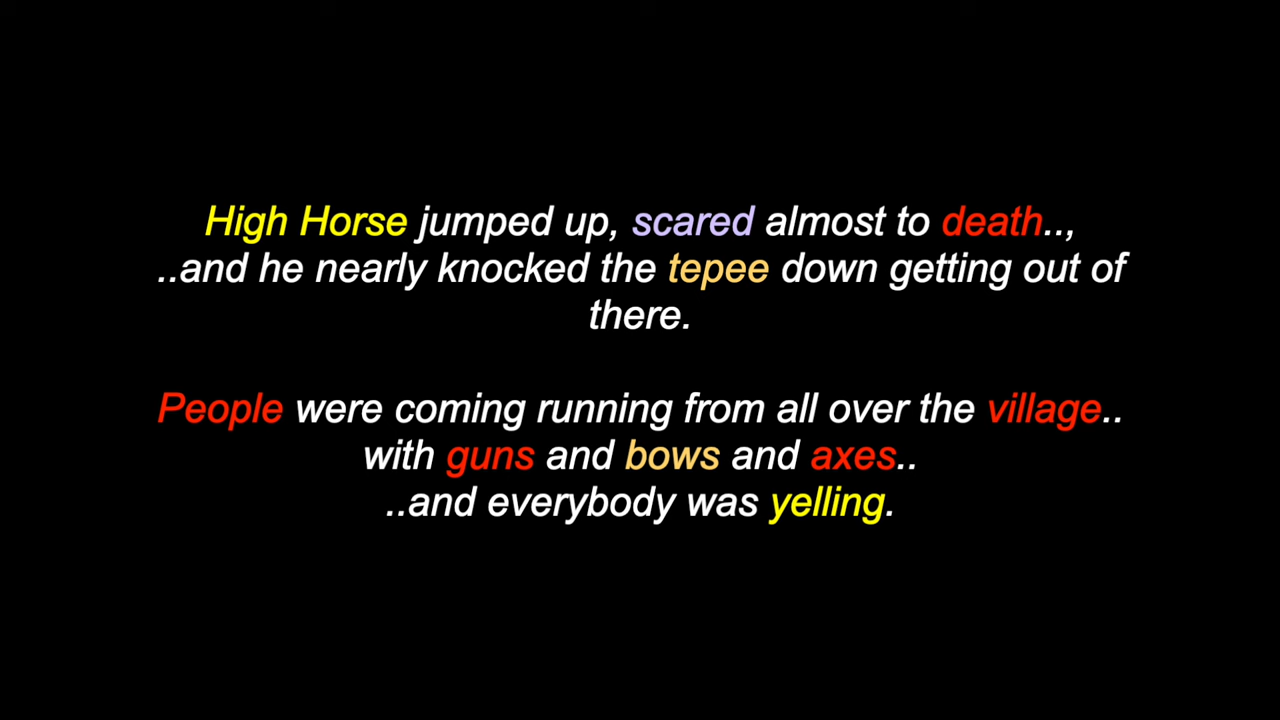 High Horse jumped up, scared almost to death..,
..and he nearly knocked the tepee down getting out of
there.
People were coming running from all over the village..
with guns and bows and axes..
..and everybody was yelling.